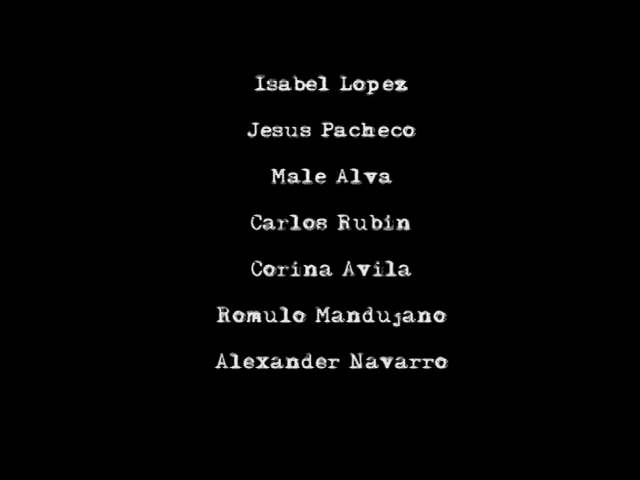 Isabel Lopez
Jesus Pacheco
Male Alva
Carlos Rubin
Corina Avila
Romulo Mandujano
Alexander Navarro